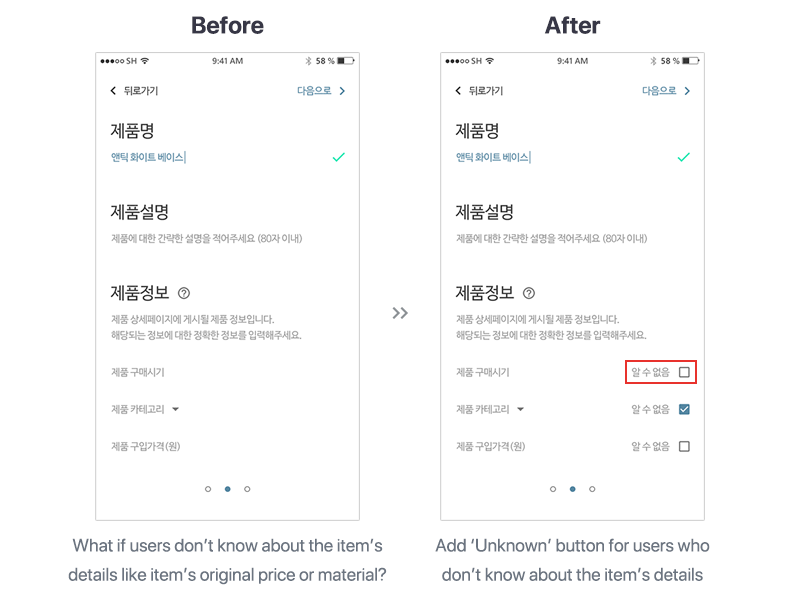 Before
SH 9:41 AM 58 %
뒤로가기 다음으로
제품명
앤틱 화이트 베이스
제품설명
제품에 대한 간략한 설명을 적어주세요 (80자 이내)
제품정보 ?
제품 상세페이지에 게시될 제품 정보입니다.
해당되는 정보에 대한 정확한 정보를 입력해주세요.
제품 구매시기
제품 카테고리
제품 구입가격(원)
What if users don’t know about the item’s
details like item’s original price or material?
After
SH 9:41 AM 58 %
뒤로가기 다음으로
제품명
앤틱 화이트 베이스
제품설명
제품에 대한 간략한 설명을 적어주세요 (80자 이내)
제품정보 ?
제품 상세페이지에 게시될 제품 정보입니다.
해당되는 정보에 대한 정확한 정보를 입력해주세요.
제품 구매시기 알 수 없음
제품 카테고리 알 수 없음
제품 구입가격(원) 알 수 없음
Add ‘Unknown’ button for users who
don’t know about the item’s details